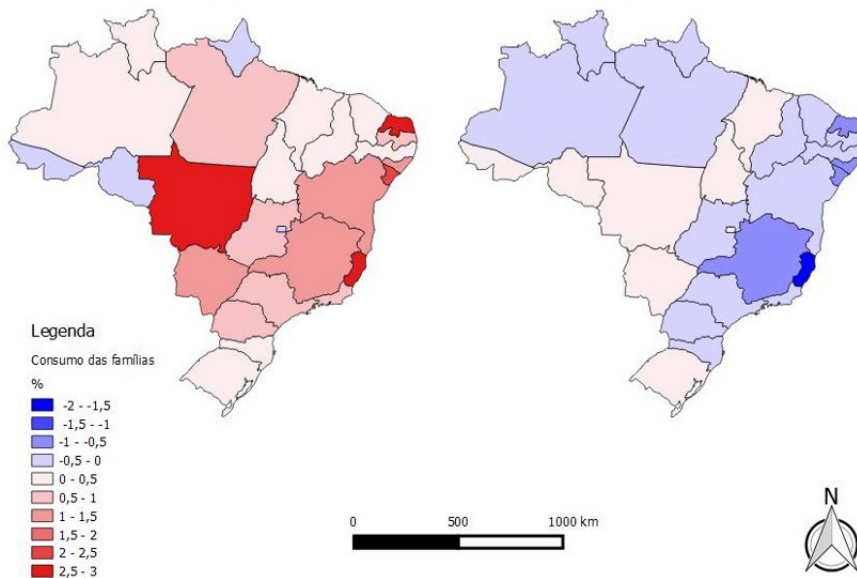 Legenda
Consumo das famílias
%
-2 - -1,5
-1,5 - -1
-1 - -0,5
-0,5 - 0
0 - 0,5
0,5 - 1
1 - 1,5
1,5 - 2
2 - 2,5
2,5 - 3
0 500 1000 km
N